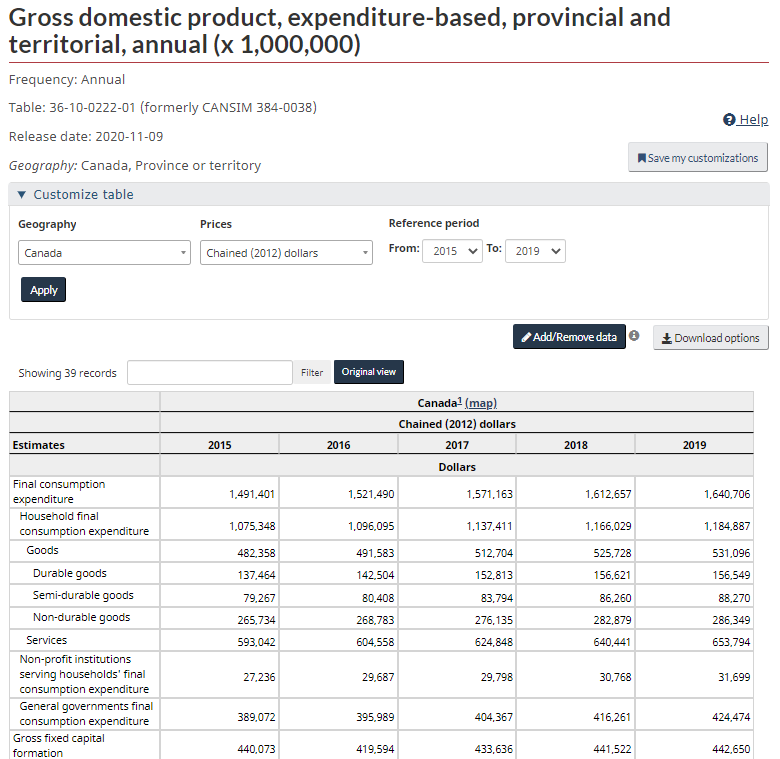 Gross domestic product, expenditure-based, provincial and
territorial, annual (x 1,000,000)
Frequency: Annual
Table: 36-10-0222-01 (formerly CANSIM 384-0038)
Help
Release date: 2020-11-09
Save my customizations
Geography: Canada, Province or territory
▼ Customize table
Geography Prices Reference period
Canada Chained (2012) dollars From: 2015 To: 2019
Apply
Add/Remove data Download options
Showing 39 records Filter Original view
Canada1 (map)
Chained (2012) dollars
Estimates 2015 2016 2017 2018 2019
Dollars
Final consumption
expenditure 1,491,401 1,521,490 1,571,163 1,612,657 1,640,706
Household final
consumption expenditure 1,075,348 1,096,095 1,137,411 1,166,029 1,184,887
Goods 482,358 491,583 512,704 525,728 531,096
Durable goods 137,464 142,504 152,813 156,621 156,549
Semi-durable goods 79,267 80,408 83,794 86,260 88,270
Non-durable goods 265,734 268,783 276,135 282,879 286,349
Services 593,042 604,558 624,848 640,441 653,794
Non-profit institutions
serving households' final
consumption expenditure 27,236 29,687 29,798 30,768 31,699
General governments final
consumption expenditure 389,072 395,989 404,367 416,261 424,474
Gross fixed capital
formation 440,073 419,594 433,636 441,522 442,650